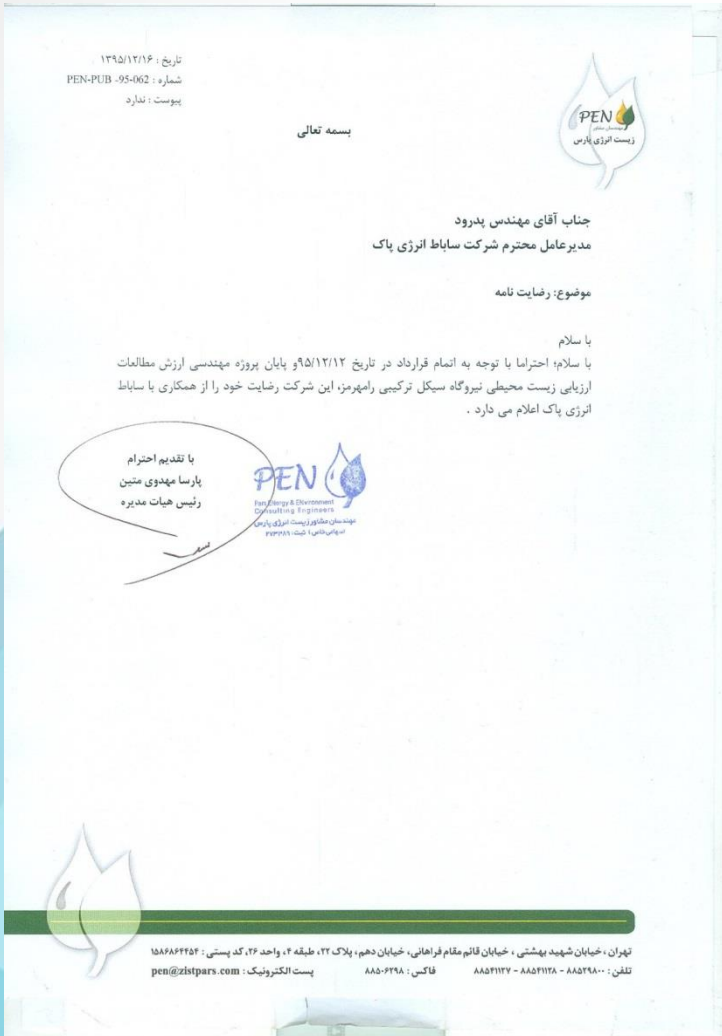 تاریخ : ۱۳۹۵/۱۲/۱۶
شماره : PEN-PUB -95-062
پیوست : ندارد
PEN
مهندسان مشاور
زیست انرژی پارس
بسمه تعالی
جناب آقای مهندس پدرود
مدیرعامل محترم شرکت ساباط انرژی پاک
موضوع: رضایت نامه
با سلام
با سلام؛ احتراما با توجه به اتمام قرارداد در تاریخ ۹۵/۱۲/۱۲و پایان پروژه مهندسی ارزش مطالعات
ارزیابی زیست محیطی نیروگاه سیکل ترکیبی رامهرمز، این شرکت رضایت خود را از همکاری با ساباط
انرژی پاک اعلام می دارد .
با تقدیم احترام
پارسا مهدوی متین
رئیس هیات مدیره
PEN
Pars Energy & Environment
Consulting Engineers
مهندسان مشاور زیست انرژی پارس
تهران ، خیابان شهید بهشتی ، خیابان قائم مقام فراهانی، خیابان دهم، پلاک ۲۲، طبقه ۴، واحد ۲۶، کد پستی : ۱۵۸۶۸۶۴۴۵۴
تلفن : ۸۸۵۲۹۸۰۰ - ۸۸۵۴۱۱۲۸ - ۸۸۵۴۱۱۲۷ فاکس : ۸۸۵۰۶۲۹۸ پست الکترونیک : pen@zistpars.com